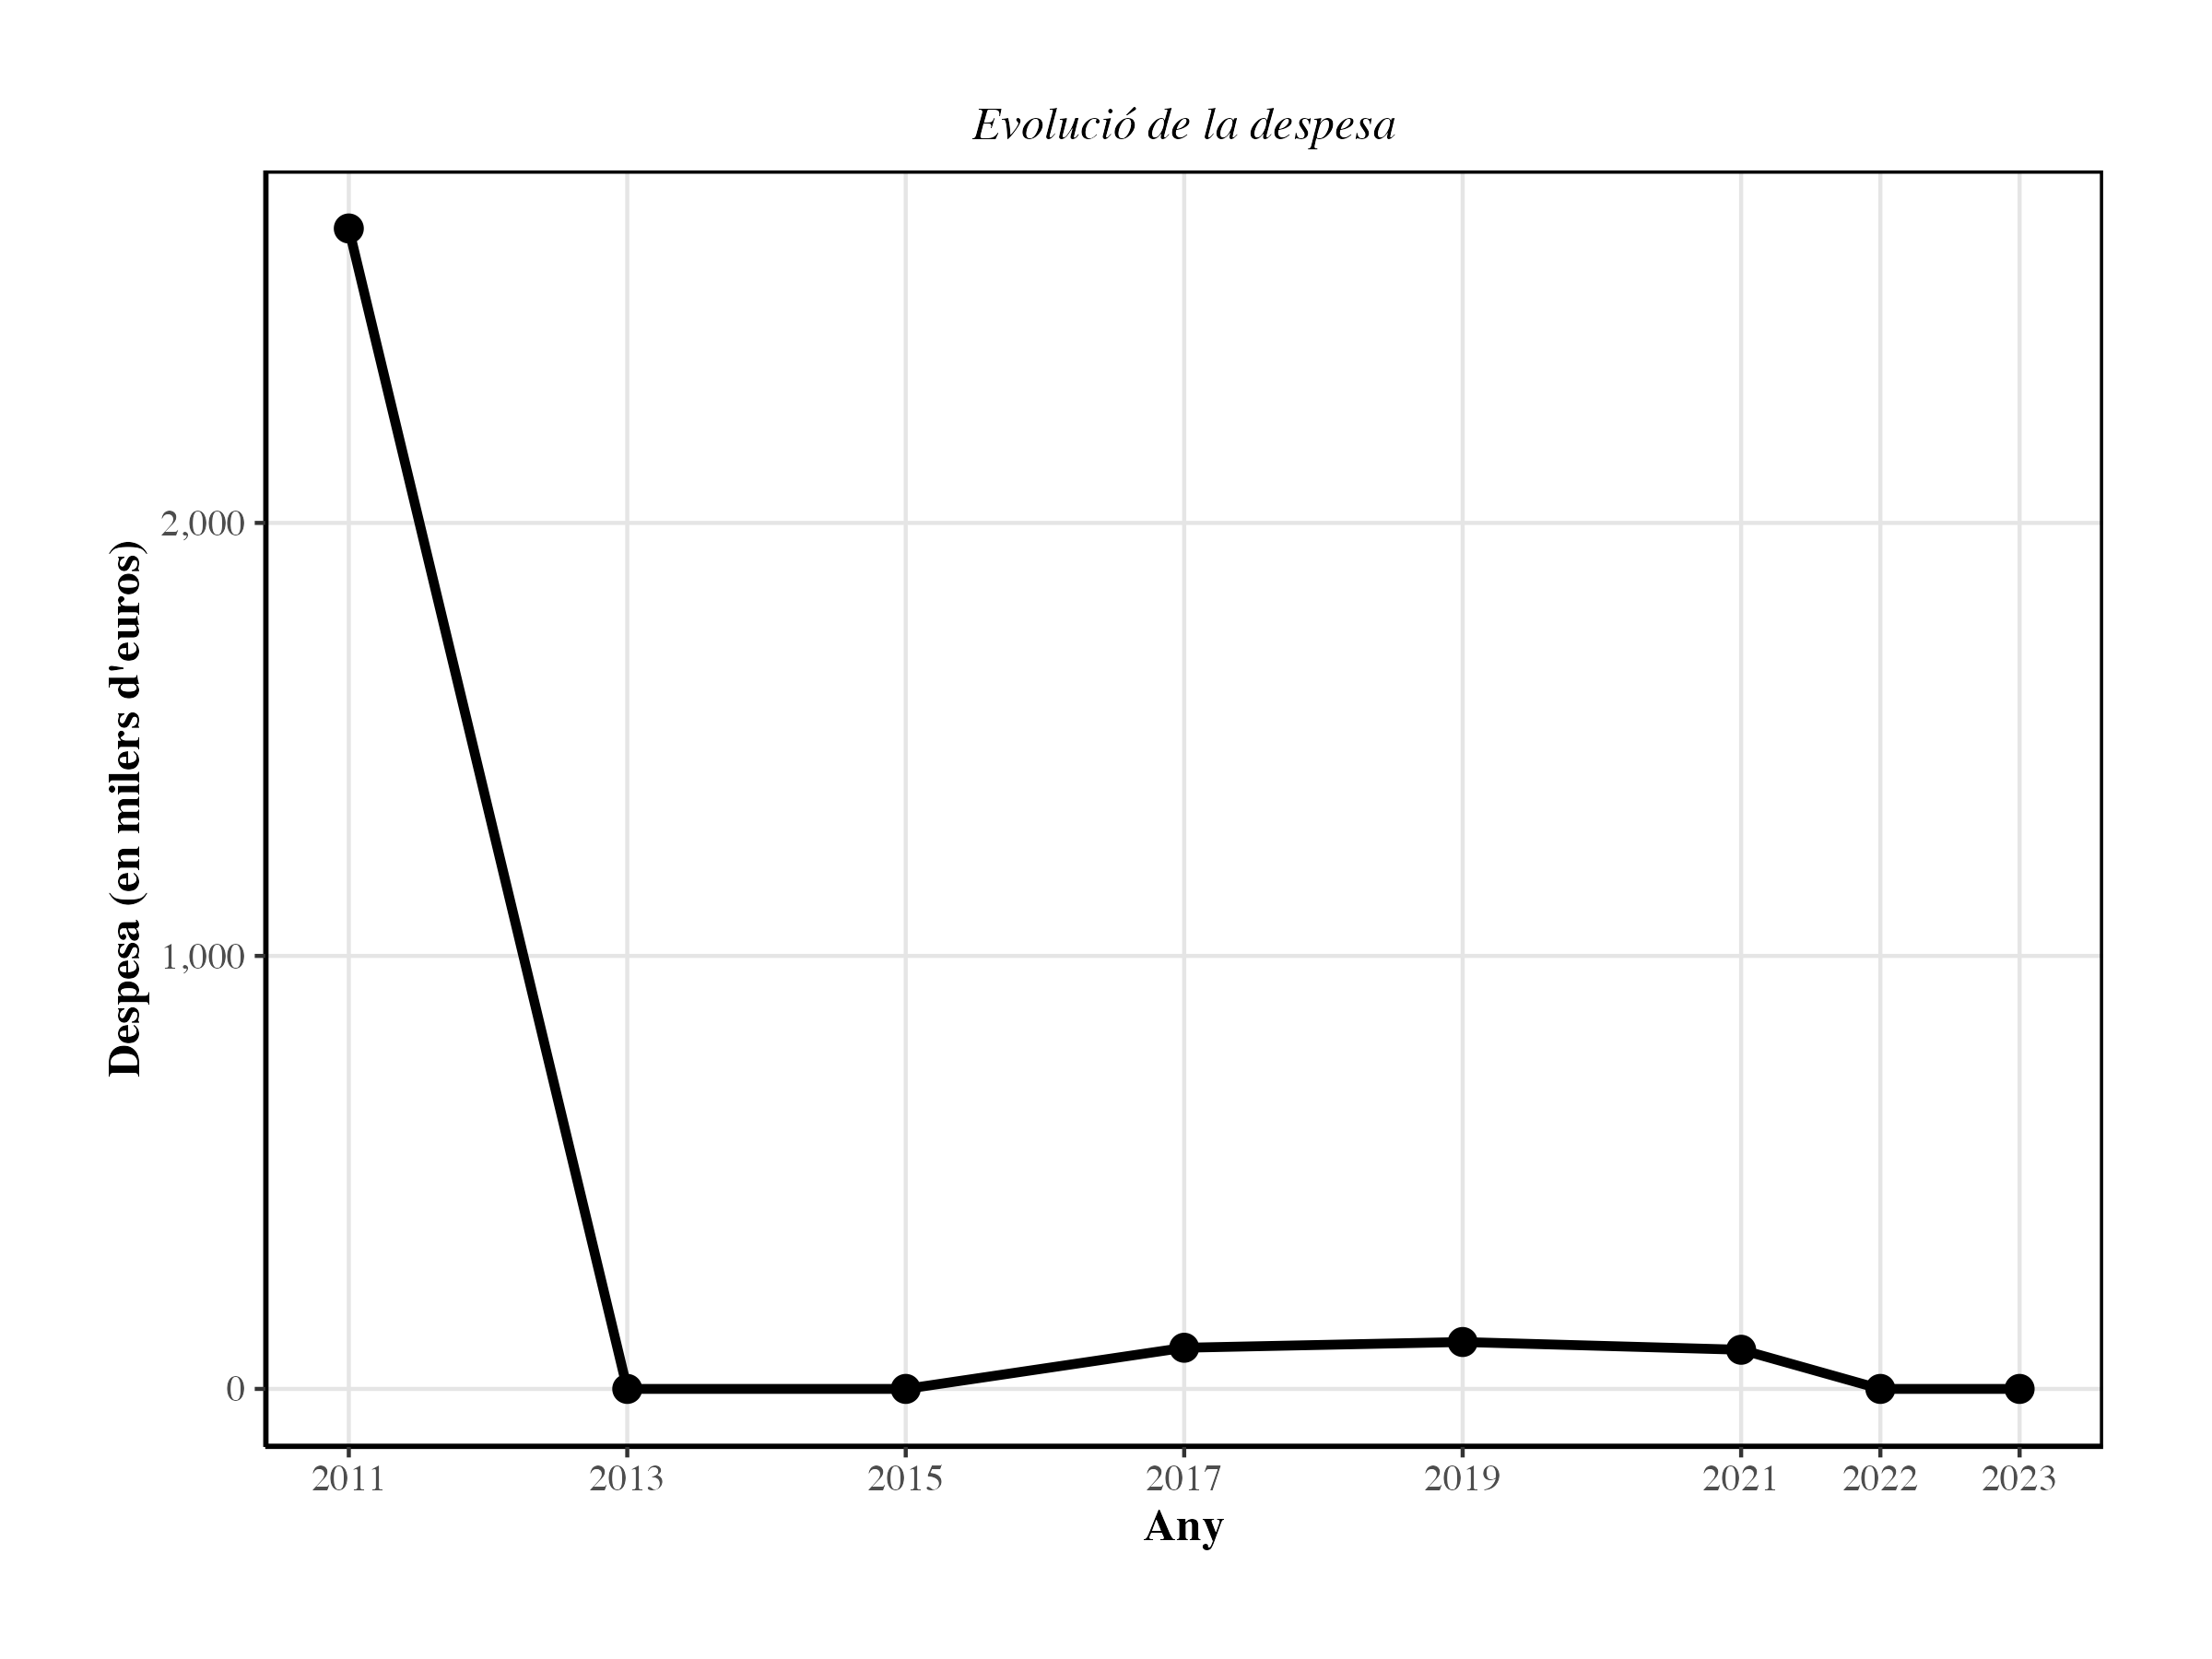 Evolució de la despesa
Despesa (en milers d'euros)
2,000
1,000
0
2011 2013 2015 2017 2019 2021 2022 2023
Any